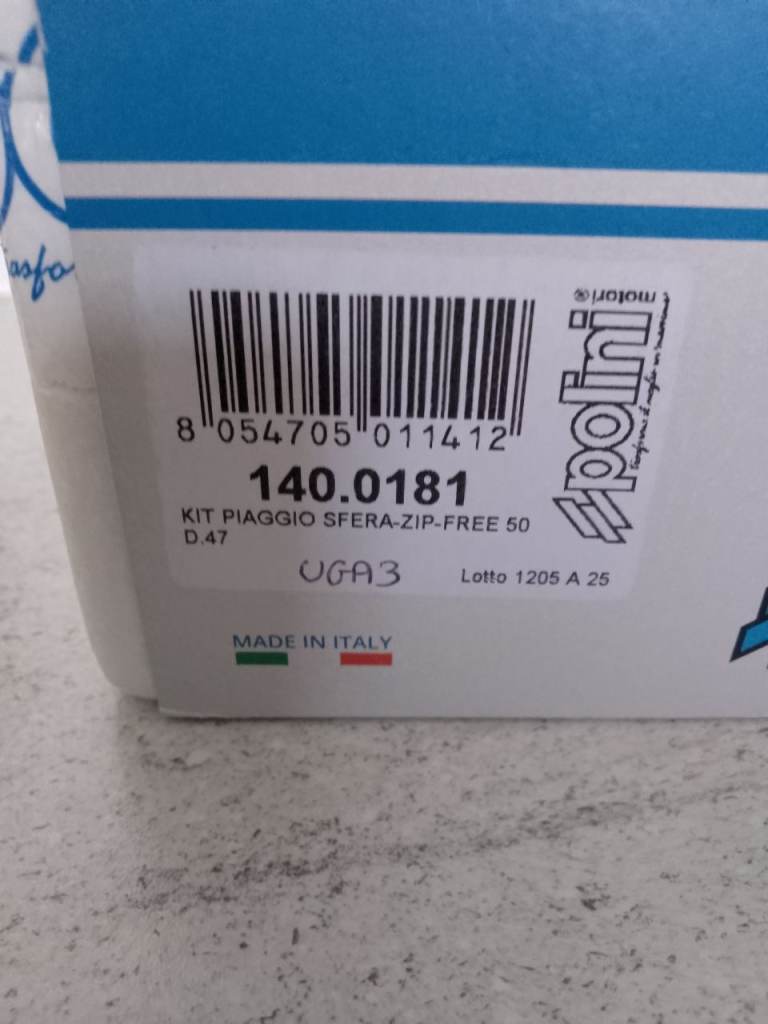 asfo
motori®
polini
8 054705 011412
140.0181
KIT PIAGGIO SFERA-ZIP-FREE 50
D.47
UGA3
Lotto 1205 A 25
MADE IN ITALY